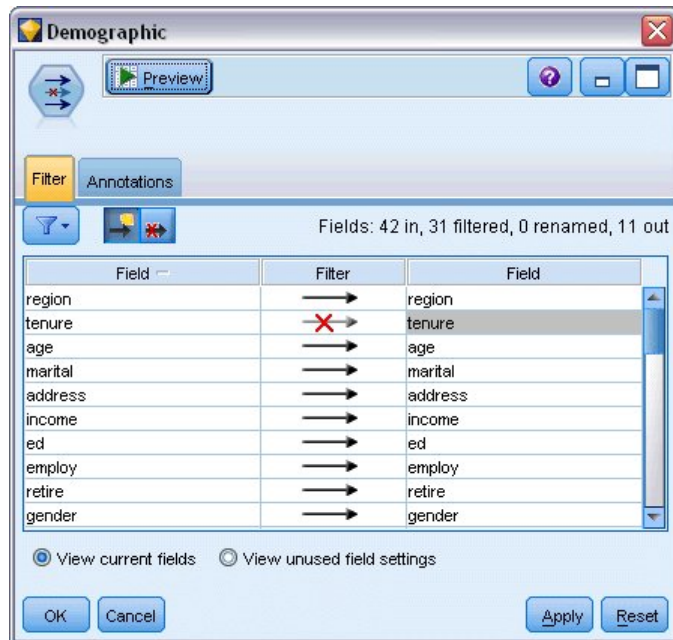 Demographic
Preview
Filter
Annotations
Fields: 42 in, 31 filtered, 0 renamed, 11 out
Field Filter Field
region region
tenure tenure
age age
marital marital
address address
income income
ed ed
employ employ
retire retire
gender gender
View current fields View unused field settings
OK Cancel Apply Reset